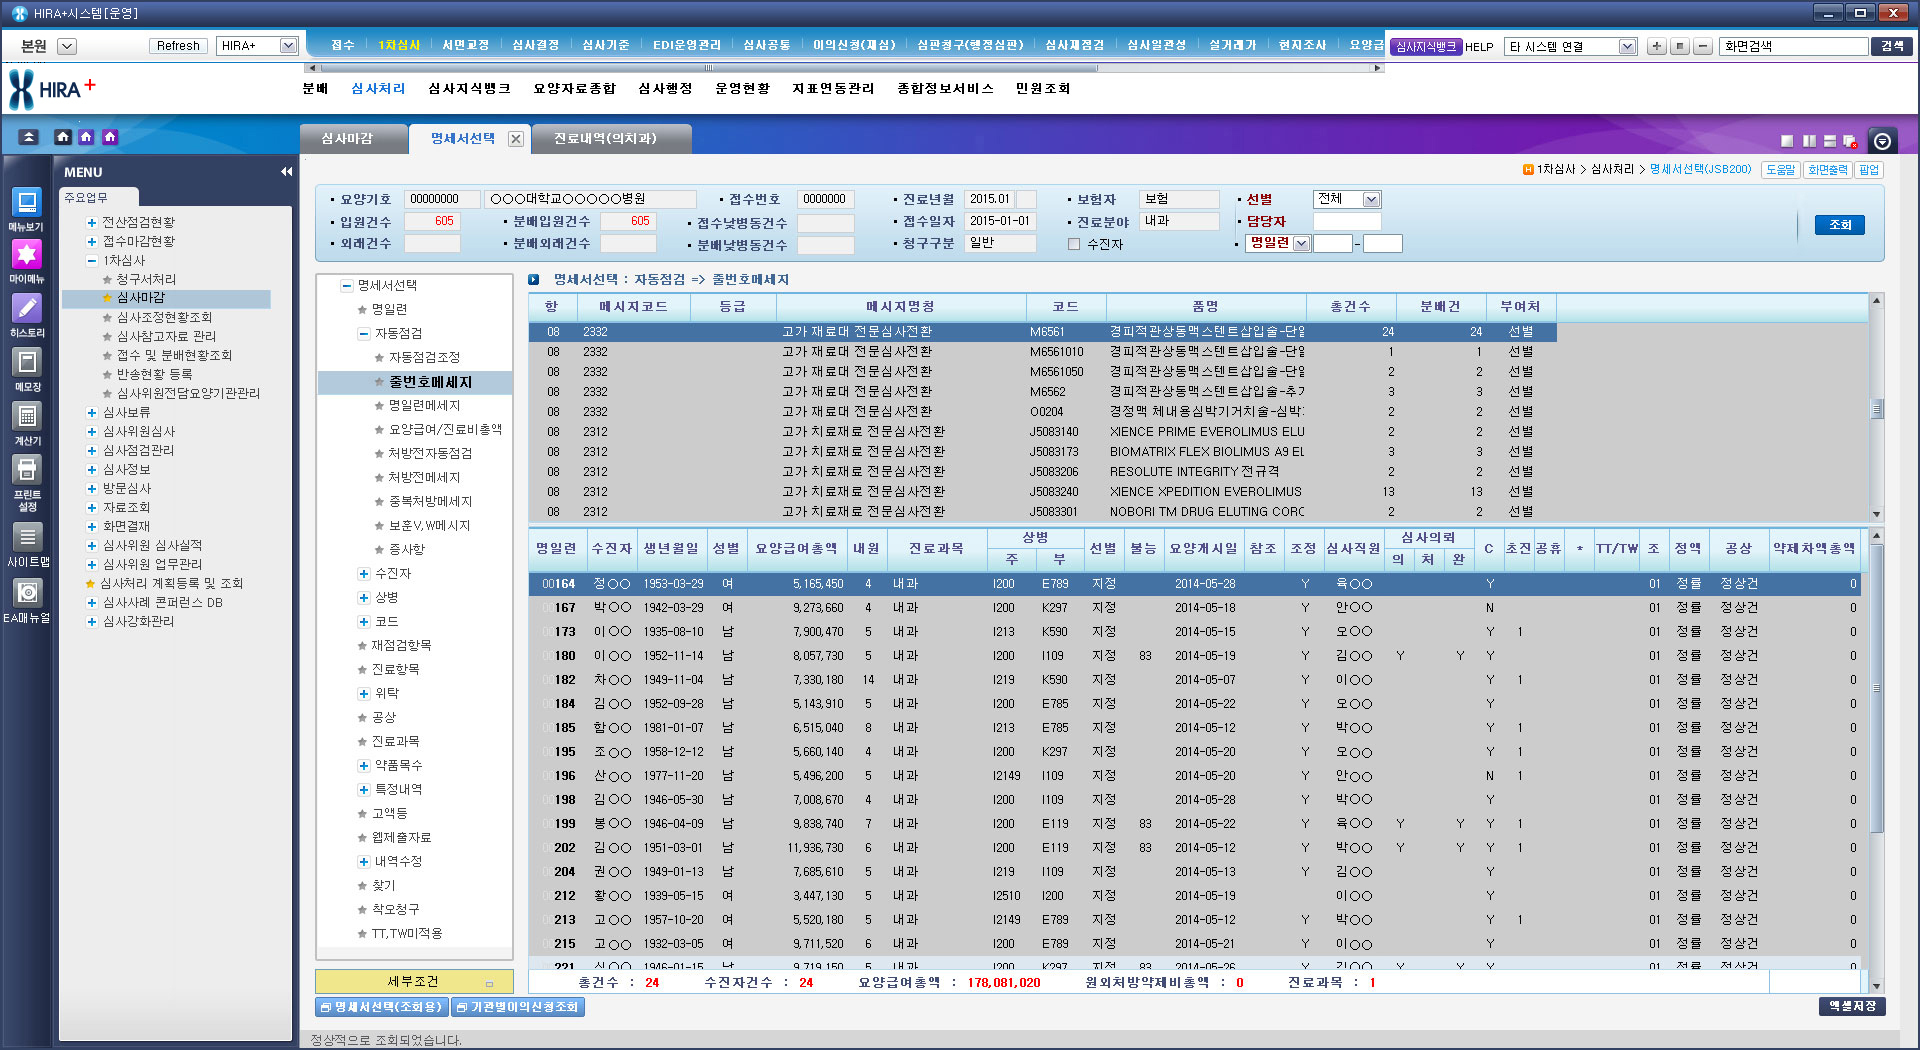 HIRA+시스템[운영]
본원 Refresh HIRA+ 접수 1차심사 서면교정 심사결정 심사기준 EDI운영관리 심사공통 이의신청(재심) 심판청구(행정심판) 심사재점검 심사일관성 실거래가 현지조사 요양급 심사지식뱅크 HELP 타 시스템 연결 화면검색 검색
HIRA+ 분배 심사처리 심사지식뱅크 요양자료종합 심사행정 운영현황 지표연동관리 종합정보서비스 민원조회
심사마감 명세서선택 진료내역(의치과)
MENU
H 1차심사 > 심사처리 > 명세서선택(JSB200) 도움말 화면출력 팝업
메뉴보기
마이메뉴
히스토리
메모장
계산기
프린트
설정
사이트맵
EA매뉴얼
주요업무
전산점검현황
접수마감현황
1차심사
청구서처리
심사마감
심사조정현황조회
심사참고자료 관리
접수 및 분배현황조회
반송현황 등록
심사위원전담요양기관관리
심사보류
심사위원심사
심사점검관리
심사정보
방문심사
자료조회
화면결재
심사위원 심사실적
심사위원 업무관리
심사처리 계획등록 및 조회
심사사례 콘퍼런스 DB
심사강화관리
요양기호 00000000 ○○○대학교○○○○○병원 접수번호 0000000 진료년월 2015.01 보험자 보험 선별 전체
입원건수 605 분배입원건수 605 접수낮병동건수 접수일자 2015-01-01 진료분야 내과 담당자 조회
외래건수 분배외래건수 분배낮병동건수 청구구분 일반 수진자 명일련 -
명세서선택
명일련
자동점검
자동점검조정
줄번호메세지
명일련메세지
요양급여/진료비총액
처방전자동점검
처방전메세지
중복처방메세지
보훈V,W메시지
증사항
수진자
상병
코드
재점검항목
진료항목
위탁
공상
진료과목
약품목수
특정내역
고액등
웹제출자료
내역수정
찾기
착오청구
TT,TW미적용
세부조건
명세서선택(조회용) 기관별이의신청조회
명세서선택 : 자동점검 => 줄번호메세지
항 메시지코드 등급 메시지명청 코드 품명 총건수 분배건 부여처
08 2332 고가 재료대 전문심사전환 M6561 경피적관상동맥스텐트삽입술-단일 24 24 선별
08 2332 고가 재료대 전문심사전환 M6561010 경피적관상동맥스텐트삽입술-단일 1 1 선별
08 2332 고가 재료대 전문심사전환 M6561050 경피적관상동맥스텐트삽입술-단일 2 2 선별
08 2332 고가 재료대 전문심사전환 M6562 경피적관상동맥스텐트삽입술-추가 3 3 선별
08 2332 고가 재료대 전문심사전환 O0204 경정맥 체내용심박기거치술-심박 2 2 선별
08 2312 고가 치료재료 전문심사전환 J5083140 XIENCE PRIME EVEROLIMUS ELU 2 2 선별
08 2312 고가 치료재료 전문심사전환 J5083173 BIOMATRIX FLEX BIOLIMUS A9 EL 3 3 선별
08 2312 고가 치료재료 전문심사전환 J5083206 RESOLUTE INTEGRITY 전규격 2 2 선별
08 2312 고가 치료재료 전문심사전환 J5083240 XIENCE XPEDITION EVEROLIMUS 13 13 선별
08 2312 고가 치료재료 전문심사전환 J5083301 NOBORI TM DRUG ELUTING CORC 2 2 선별
명일련 수진자 생년월일 성별 요양급여총액 내원 진료과목 상병 주 부 선별 불능 요양개시일 참조 조정 심사직원 심사의뢰 의 처 완 C 초진 공휴 * TT/TW 조 정액 공상 약제차액총액
00164 정○○ 1953-03-29 여 5,165,450 4 내과 I200 E789 지정 2014-05-28 Y 육○○ Y 01 정률 정상건 0
00167 박○○ 1942-03-29 여 9,273,660 4 내과 I200 K297 지정 2014-05-18 Y 안○○ N 01 정률 정상건 0
00173 이○○ 1935-08-10 남 7,900,470 5 내과 I213 K590 지정 2014-05-15 Y 오○○ Y 1 01 정률 정상건 0
00180 이○○ 1952-11-14 남 8,057,730 5 내과 I200 I109 지정 83 2014-05-19 Y 김○○ Y Y Y 01 정률 정상건 0
00182 차○○ 1949-11-04 남 7,330,180 14 내과 I219 K590 지정 2014-05-07 Y 이○○ Y 1 01 정률 정상건 0
00184 김○○ 1952-09-28 남 5,143,910 5 내과 I200 E785 지정 2014-05-22 Y 오○○ Y 01 정률 정상건 0
00185 함○○ 1981-01-07 남 6,515,040 8 내과 I213 E785 지정 2014-05-12 Y 박○○ Y 1 01 정률 정상건 0
00195 조○○ 1958-12-12 남 5,660,140 4 내과 I200 K297 지정 2014-05-20 Y 오○○ Y 1 01 정률 정상건 0
00196 산○○ 1977-11-20 남 5,496,200 5 내과 I2149 I109 지정 2014-05-20 Y 안○○ N 1 01 정률 정상건 0
00198 김○○ 1946-05-30 남 7,008,670 4 내과 I200 I109 지정 2014-05-28 Y 박○○ Y 01 정률 정상건 0
00199 봉○○ 1946-04-09 남 9,838,740 7 내과 I200 E119 지정 83 2014-05-22 Y 육○○ Y Y Y 1 01 정률 정상건 0
00202 김○○ 1951-03-01 남 11,936,730 6 내과 I200 E119 지정 83 2014-05-12 Y 박○○ Y Y Y 1 01 정률 정상건 0
00204 권○○ 1949-01-13 남 7,685,610 5 내과 I219 I109 지정 2014-05-13 Y 김○○ Y 01 정률 정상건 0
00212 황○○ 1939-05-15 여 3,447,130 5 내과 I2510 I200 지정 2014-05-19 이○○ Y 01 정률 정상건 0
00213 고○○ 1957-10-20 여 5,520,180 5 내과 I2149 E789 지정 2014-05-12 Y 박○○ Y 1 01 정률 정상건 0
00215 고○○ 1932-03-05 여 9,711,520 6 내과 I200 E789 지정 2014-05-21 Y 이○○ Y 01 정률 정상건 0
총건수 : 24 수진자건수 : 24 요양급여총액 : 178,081,020 원외처방약제비총액 : 0 진료과목 : 1
엑셀저장
정상적으로 조회되었습니다.